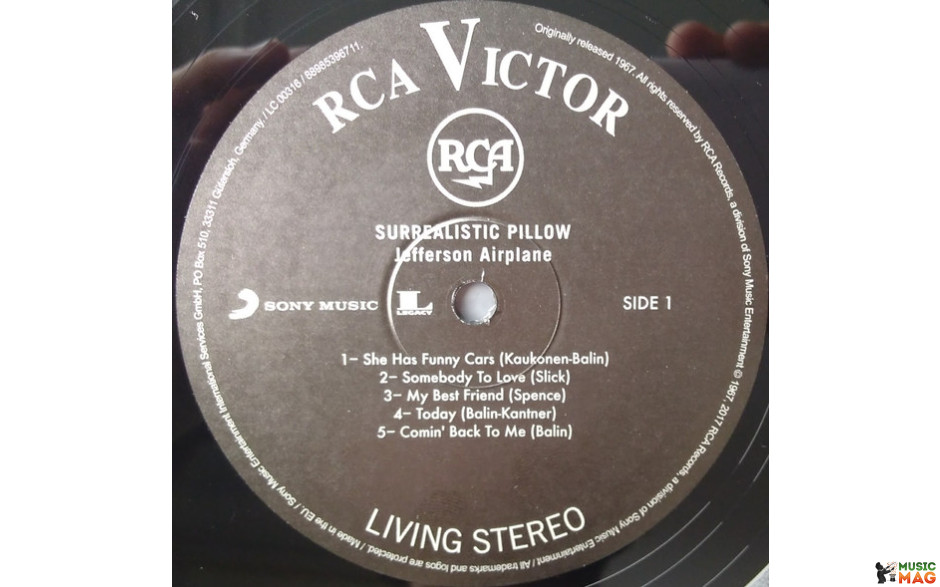 RCA VICTOR
RCA
SURREALISTIC PILLOW
Jefferson Airplane
SONY MUSIC
L
LEGACY
SIDE 1
1– She Has Funny Cars (Kaukonen-Balin)
2– Somebody To Love (Slick)
3– My Best Friend (Spence)
4– Today (Balin-Kantner)
5– Comin' Back To Me (Balin)
LIVING STEREO
Originally released 1967. All rights reserved by RCA Records, a division of Sony Music Entertainment © 1967, 2017 RCA Records, a division of Sony Music Entertainment / All trademarks and logos are protected. / Made in the EU. / Sony Music Entertainment International Services GmbH, PO Box 510, 33311 Gütersloh, Germany. / LC 00316 / 88985396711.
MUSIC
MAG